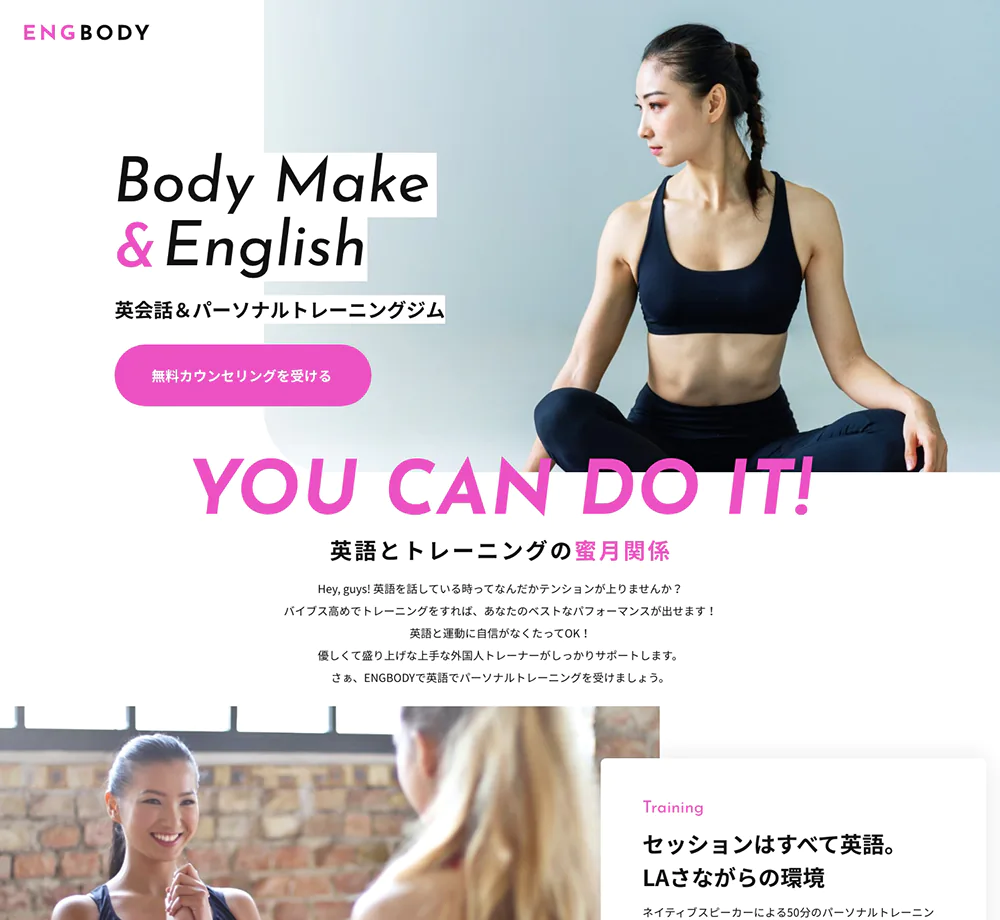 ENGBODY
Body Make
& English
英会話＆パーソナルトレーニングジム
無料カウンセリングを受ける
YOU CAN DO IT!
英語とトレーニングの蜜月関係
Hey, guys! 英語を話している時ってなんだかテンションが上りませんか？
バイブス高めでトレーニングをすれば、あなたのベストなパフォーマンスが出せます！
英語と運動に自信がなくたってOK！
優しくて盛り上げな上手な外国人トレーナーがしっかりサポートします。
さぁ、ENGBODYで英語でパーソナルトレーニングを受けましょう。
Training
セッションはすべて英語。
LAさながらの環境
ネイティブスピーカーによる50分のパーソナルトレーニン